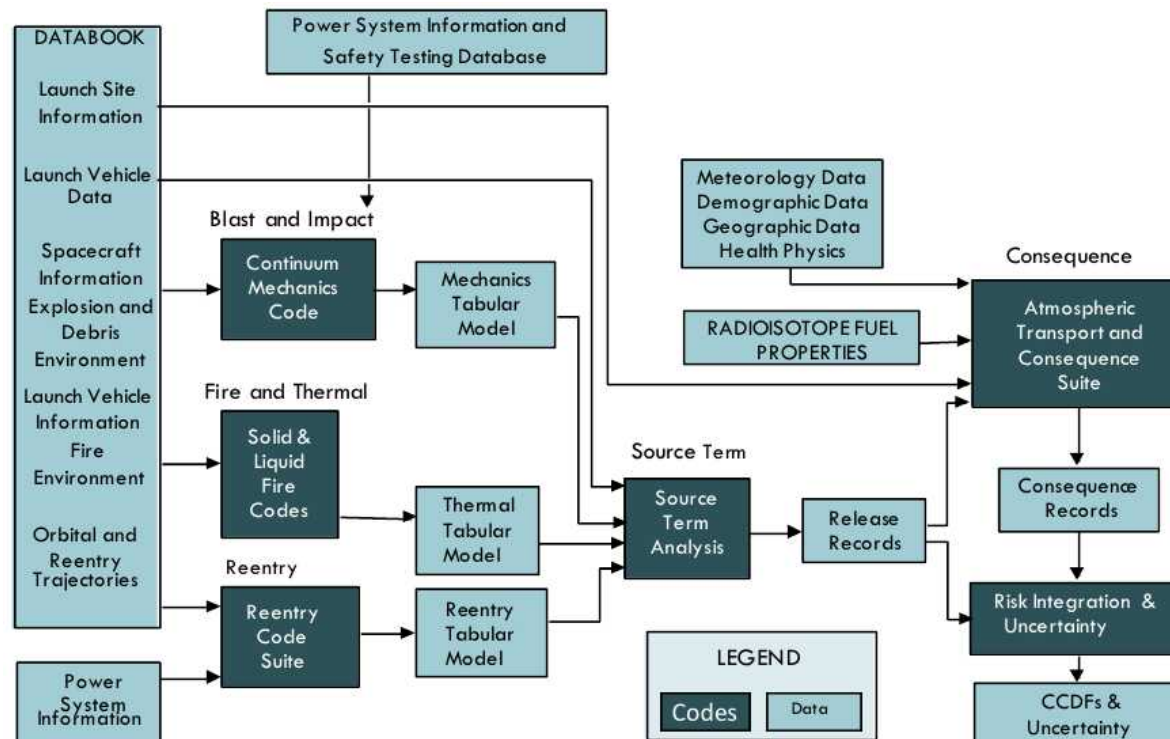 DATABOOK
Launch Site
Information
Launch Vehicle
Data
Spacecraft
Information
Explosion and
Debris
Environment
Launch Vehicle
Information
Fire
Environment
Orbital and
Reentry
Trajectories
Power
System
Information
Power System Information and
Safety Testing Database
Blast and Impact
Continuum
Mechanics
Code
Mechanics
Tabular
Model
Fire and Thermal
Solid &
Liquid
Fire
Codes
Thermal
Tabular
Model
Reentry
Reentry
Code
Suite
Reentry
Tabular
Model
Source Term
Source
Term
Analysis
Release
Records
Meteorology Data
Demographic Data
Geographic Data
Health Physics
RADIOISOTOPE FUEL
PROPERTIES
Consequence
Atmospheric
Transport and
Consequence
Suite
Consequence
Records
Risk Integration &
Uncertainty
CCDFs &
Uncertainty
LEGEND
Codes
Data